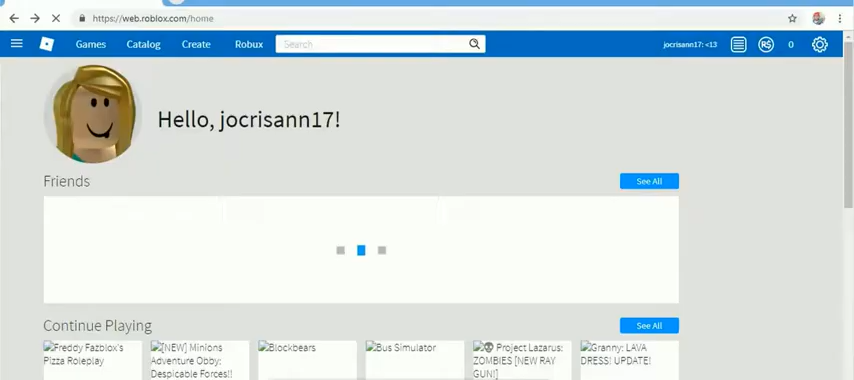 https://web.roblox.com/home
Games Catalog Create Robux Search jocrisann17: <13 R$ 0
Hello, jocrisann17!
Friends See All
Continue Playing See All
Freddy Fazblox's Pizza Roleplay
[NEW] Minions Adventure Obby: Despicable Forces!!
Blockbears
Bus Simulator
👽 Project Lazarus: ZOMBIES [NEW RAY GUN!]
Granny: LAVA DRESS! UPDATE!